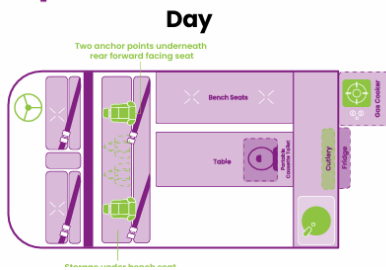 Day
Two anchor points underneath
rear forward facing seat
Bench Seats
Gas Cooker
Table
Portable
Cassette Toilet
Cutlery
Fridge
Storage under bench seat